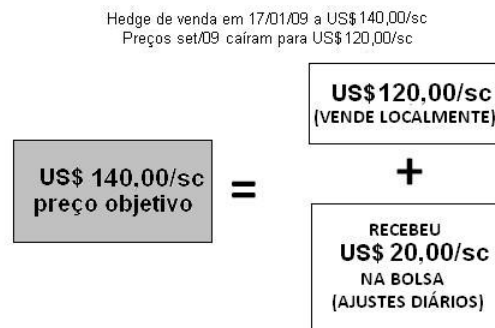 Hedge de venda em 17/01/09 a US$140,00/sc
Preços set/09 caíram para US$120,00/sc
US$120,00/sc
(VENDE LOCALMENTE)
US$ 140,00/sc
preço objetivo
=
+
RECEBEU
US$ 20,00/sc
NA BOLSA
(AJUSTES DIÁRIOS)